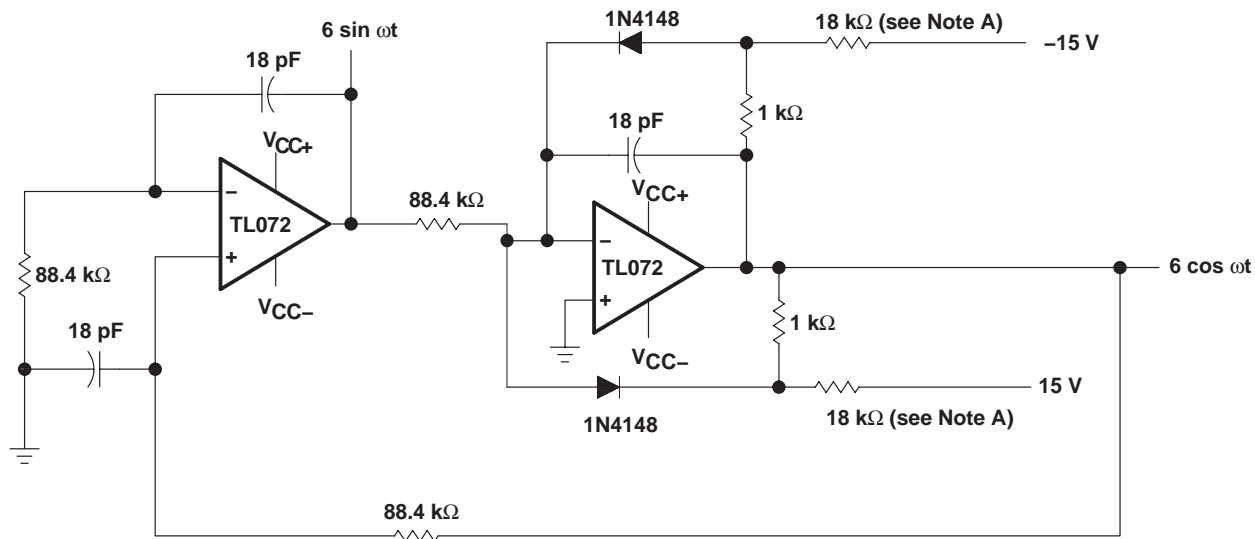 6 sin ωt
1N4148
18 kΩ (see Note A)
–15 V
18 pF
1 kΩ
18 pF
VCC+
VCC+
88.4 kΩ
–
TL072
+
–
TL072
+
6 cos ωt
88.4 kΩ
VCC–
1 kΩ
18 pF
VCC–
15 V
1N4148
18 kΩ (see Note A)
88.4 kΩ